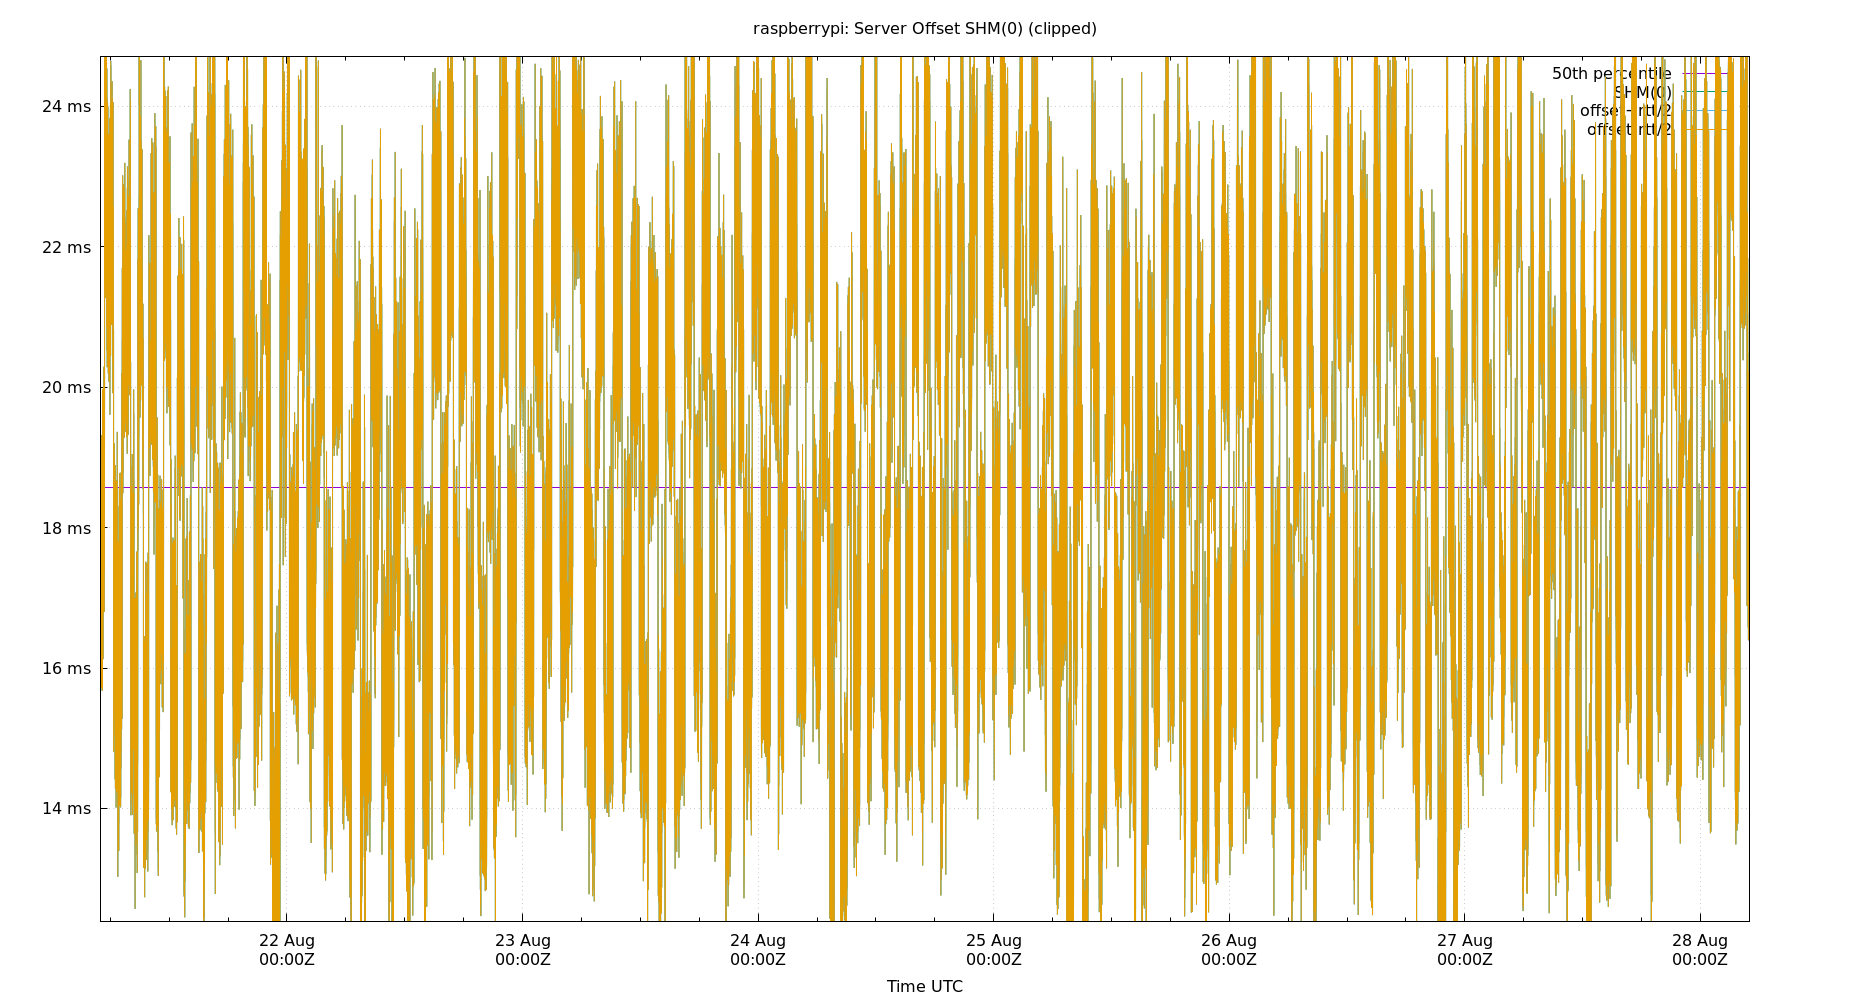 raspberrypi: Server Offset SHM(0) (clipped)
50th percentile
SHM(0)
offset+rtt/2
offset-rtt/2
24 ms
22 ms
20 ms
18 ms
16 ms
14 ms
22 Aug 23 Aug 24 Aug 25 Aug 26 Aug 27 Aug 28 Aug
00:00Z 00:00Z 00:00Z 00:00Z 00:00Z 00:00Z 00:00Z
Time UTC